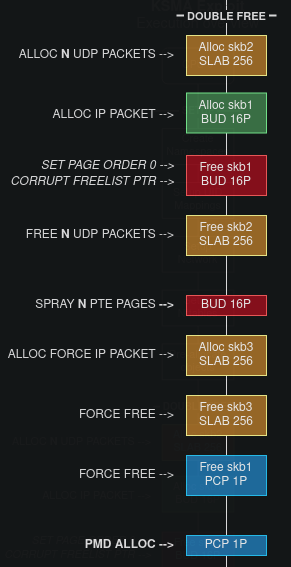 DOUBLE FREE
ALLOC N UDP PACKETS -->
Alloc skb2
SLAB 256
ALLOC IP PACKET -->
Alloc skb1
BUD 16P
SET PAGE ORDER 0 -->
CORRUPT FREELIST PTR -->
Free skb1
BUD 16P
FREE N UDP PACKETS -->
Free skb2
SLAB 256
SPRAY N PTE PAGES -->
BUD 16P
ALLOC FORCE IP PACKET -->
Alloc skb3
SLAB 256
FORCE FREE -->
Free skb3
SLAB 256
FORCE FREE -->
Free skb1
PCP 1P
PMD ALLOC -->
PCP 1P